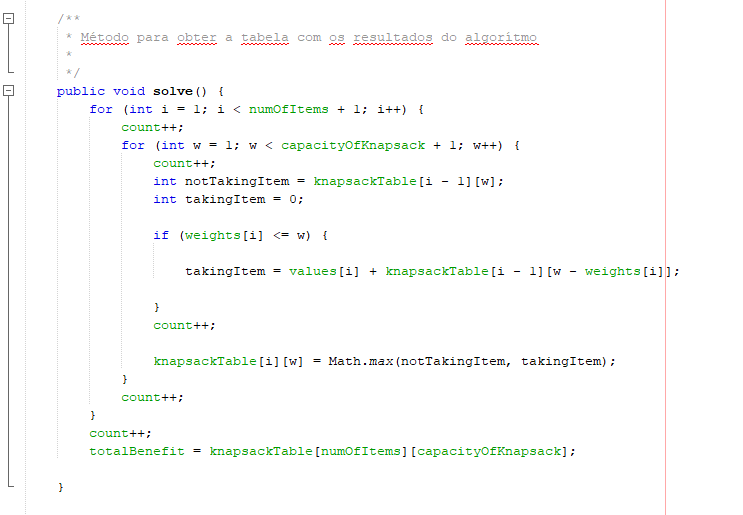 /**
 * Método para obter a tabela com os resultados do algorítmo
 *
 */
public void solve() {
    for (int i = 1; i < numOfItems + 1; i++) {
        count++;
        for (int w = 1; w < capacityOfKnapsack + 1; w++) {
            count++;
            int notTakingItem = knapsackTable[i - 1][w];
            int takingItem = 0;

            if (weights[i] <= w) {

                takingItem = values[i] + knapsackTable[i - 1][w - weights[i]];

            }
            count++;

            knapsackTable[i][w] = Math.max(notTakingItem, takingItem);
        }
        count++;
    }
    count++;
    totalBenefit = knapsackTable[numOfItems][capacityOfKnapsack];

}